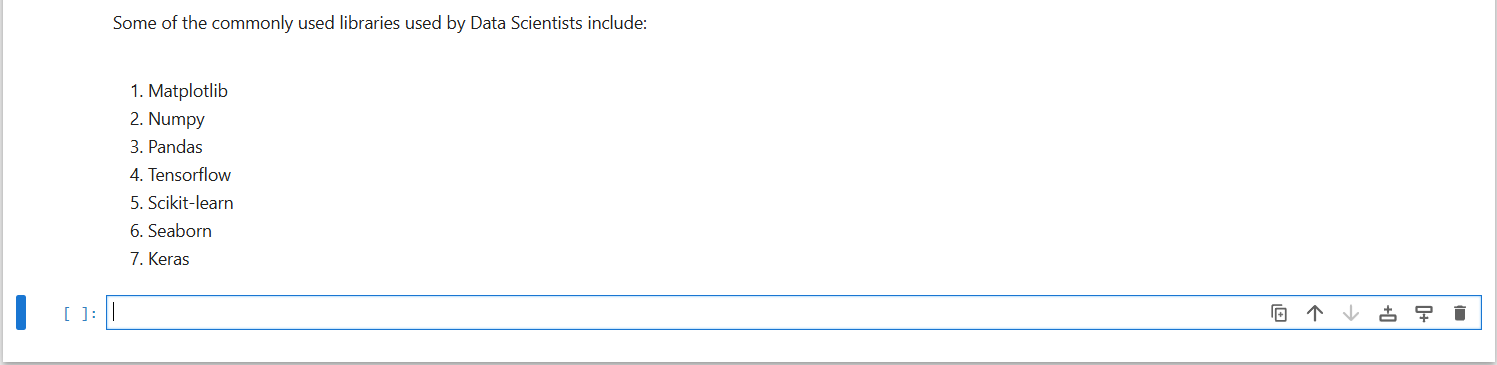 Some of the commonly used libraries used by Data Scientists include:
1. Matplotlib
2. Numpy
3. Pandas
4. Tensorflow
5. Scikit-learn
6. Seaborn
7. Keras
[ ]: